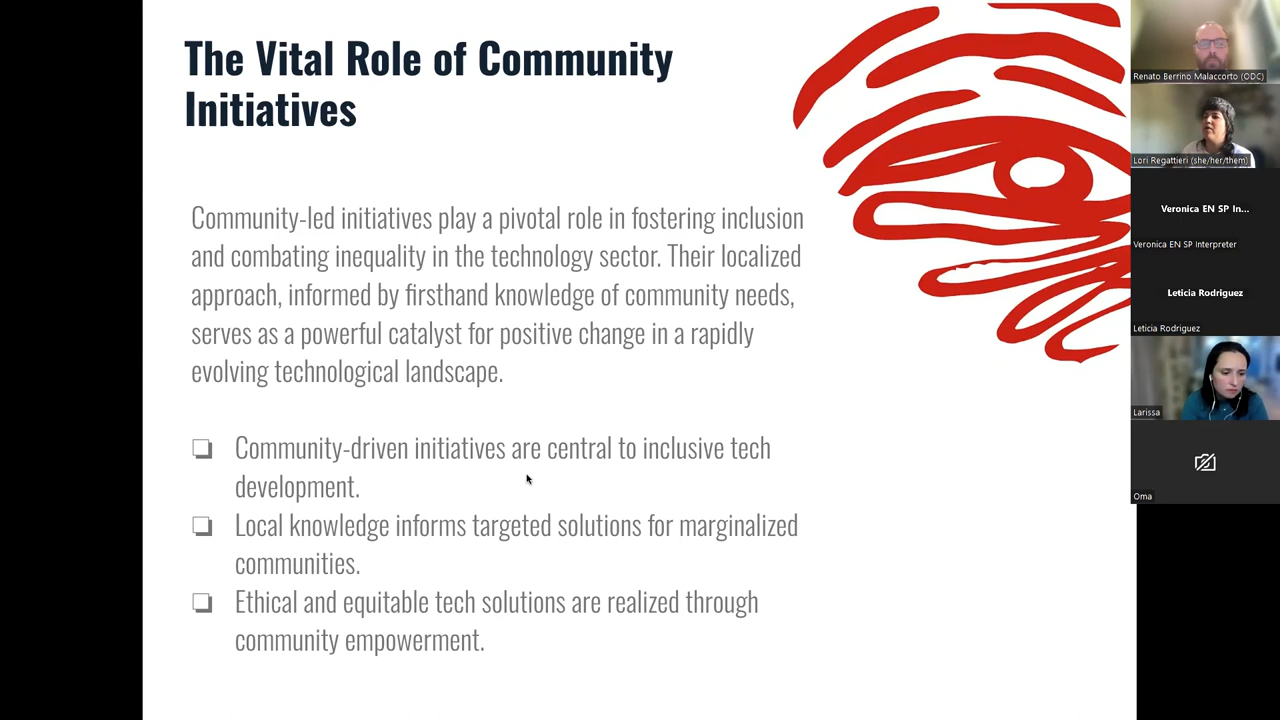 The Vital Role of Community
Initiatives
Community-led initiatives play a pivotal role in fostering inclusion
and combating inequality in the technology sector. Their localized
approach, informed by firsthand knowledge of community needs,
serves as a powerful catalyst for positive change in a rapidly
evolving technological landscape.
Community-driven initiatives are central to inclusive tech
development.
Local knowledge informs targeted solutions for marginalized
communities.
Ethical and equitable tech solutions are realized through
community empowerment.
Renato Berrino Malaccorto (ODC)
Lori Regattieri (she/her/them)
Veronica EN SP In...
Veronica EN SP Interpreter
Leticia Rodriguez
Leticia Rodriguez
Larissa
Oma